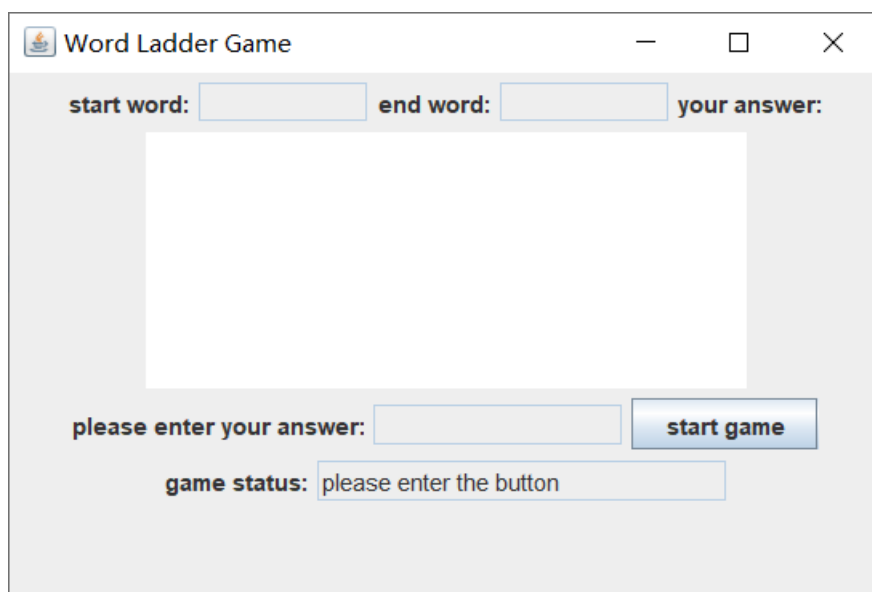 Word Ladder Game
start word: end word: your answer:
please enter your answer: start game
game status: please enter the button